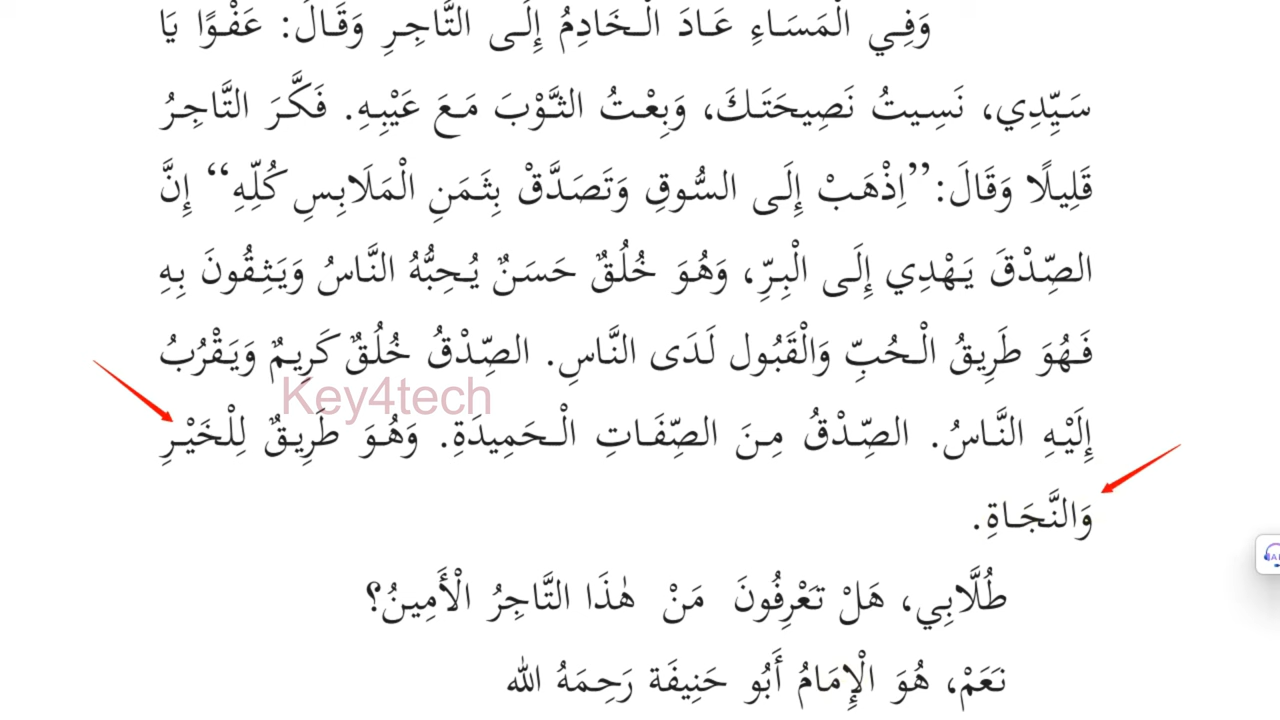 وَفِي الْمَسَاءِ عَادَ الْخَادِمُ إِلَى التَّاجِرِ وَقَالَ: عَفْوًا يَا
سَيِّدِي، نَسِيتُ نَصِيحَتَكَ، وَبِعْتُ الثَّوْبَ مَعَ عَيْبِهِ. فَكَّرَ التَّاجِرُ
قَلِيلًا وَقَالَ: ”اِذْهَبْ إِلَى السُّوقِ وَتَصَدَّقْ بِثَمَنِ الْمَلَابِسِ كُلِّهِ“ إِنَّ
الصِّدْقَ يَهْدِي إِلَى الْبِرِّ، وَهُوَ خُلُقٌ حَسَنٌ يُحِبُّهُ النَّاسُ وَيَثِقُونَ بِهِ
فَهُوَ طَرِيقُ الْحُبِّ وَالْقَبُول لَدَى النَّاسِ. الصِّدْقُ خُلُقٌ كَرِيمٌ وَيَقْرُبُ
Key4tech
إِلَيْهِ النَّاسُ. الصِّدْقُ مِنَ الصِّفَاتِ الْحَمِيدَةِ. وَهُوَ طَرِيقٌ لِلْخَيْرِ
وَالنَّجَاةِ.
طُلَّابِي، هَلْ تَعْرِفُونَ مَنْ هٰذَا التَّاجِرُ الْأَمِينُ؟
نَعَمْ، هُوَ الْإِمَامُ أَبُو حَنِيفَة رَحِمَهُ الله